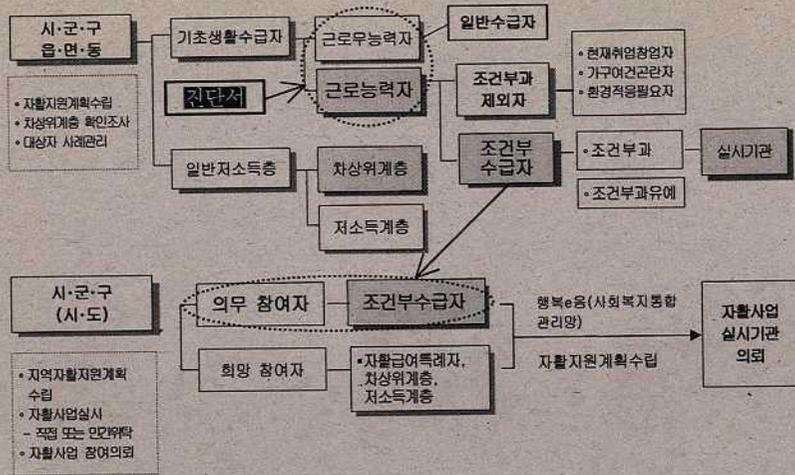 시·군·구
읍·면·동
∘ 자활지원계획수립
∘ 차상위계층 확인조사
∘ 대상자 사례관리
기초생활수급자
근로무능력자
일반수급자
진단서
근로능력자
조건부과
제외자
∘ 현재취업창업자
∘ 가구여건곤란자
∘ 환경적응필요자
조건부
수급자
∘ 조건부과
실시기관
∘ 조건부과유예
일반저소득층
차상위계층
저소득계층
시·군·구
(시·도)
∘ 지역자활지원계획
수립
∘ 자활사업실시
– 직접 또는 민간위탁
∘ 자활사업 참여의뢰
의무 참여자
조건부수급자
희망 참여자
▪자활급여특례자,
차상위계층,
저소득계층
행복e음(사회복지통합
관리망)
자활지원계획수립
자활사업
실시기관
의뢰